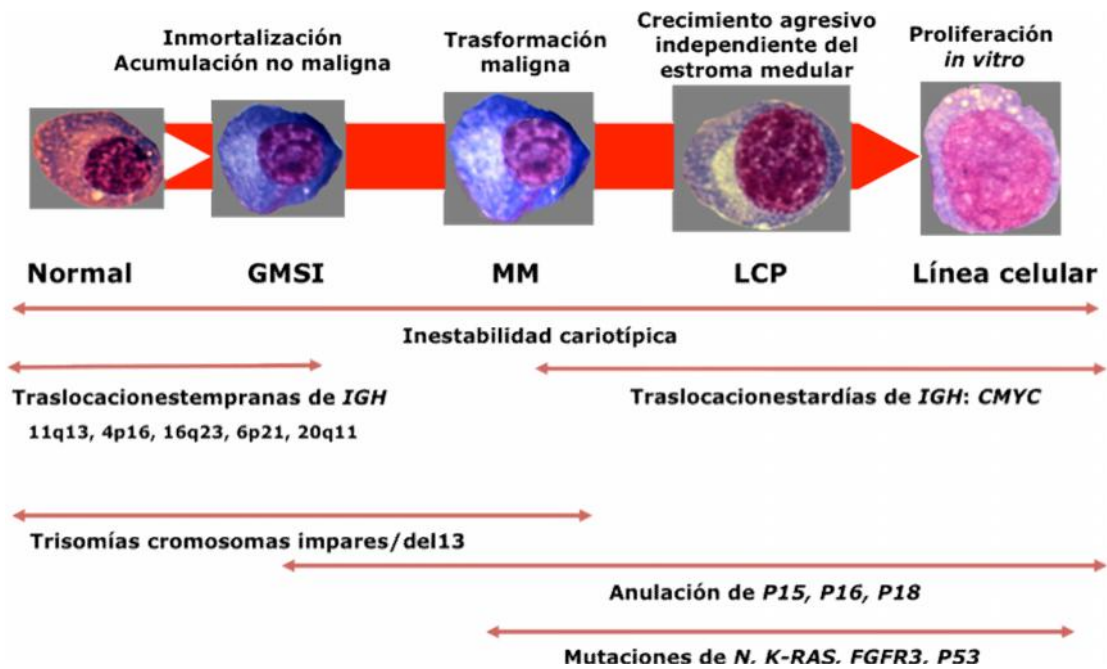 Inmortalización
Acumulación no maligna
Trasformación
maligna
Crecimiento agresivo
independiente del
estroma medular
Proliferación
in vitro
Normal
GMSI
MM
LCP
Línea celular
Inestabilidad cariotípica
Traslocacionestempranas de IGH
11q13, 4p16, 16q23, 6p21, 20q11
Traslocacionestardías de IGH: CMYC
Trisomías cromosomas impares/del13
Anulación de P15, P16, P18
Mutaciones de N, K-RAS, FGFR3, P53